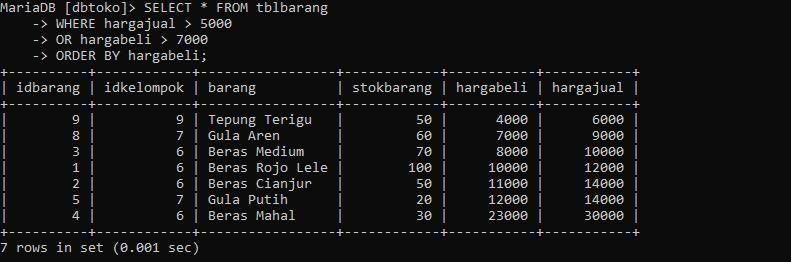 MariaDB [dbtoko]> SELECT * FROM tblbarang
    -> WHERE hargajual > 5000
    -> OR hargabeli > 7000
    -> ORDER BY hargabeli;
+----------+------------+-----------------+------------+-----------+-----------+
| idbarang | idkelompok | barang          | stokbarang | hargabeli | hargajual |
+----------+------------+-----------------+------------+-----------+-----------+
|        9 |          9 | Tepung Terigu   |         50 |      4000 |      6000 |
|        8 |          7 | Gula Aren       |         60 |      7000 |      9000 |
|        3 |          6 | Beras Medium    |         70 |      8000 |     10000 |
|        1 |          6 | Beras Rojo Lele |        100 |     10000 |     12000 |
|        2 |          6 | Beras Cianjur   |         50 |     11000 |     14000 |
|        5 |          7 | Gula Putih      |         20 |     12000 |     14000 |
|        4 |          6 | Beras Mahal     |         30 |     23000 |     30000 |
+----------+------------+-----------------+------------+-----------+-----------+
7 rows in set (0.001 sec)